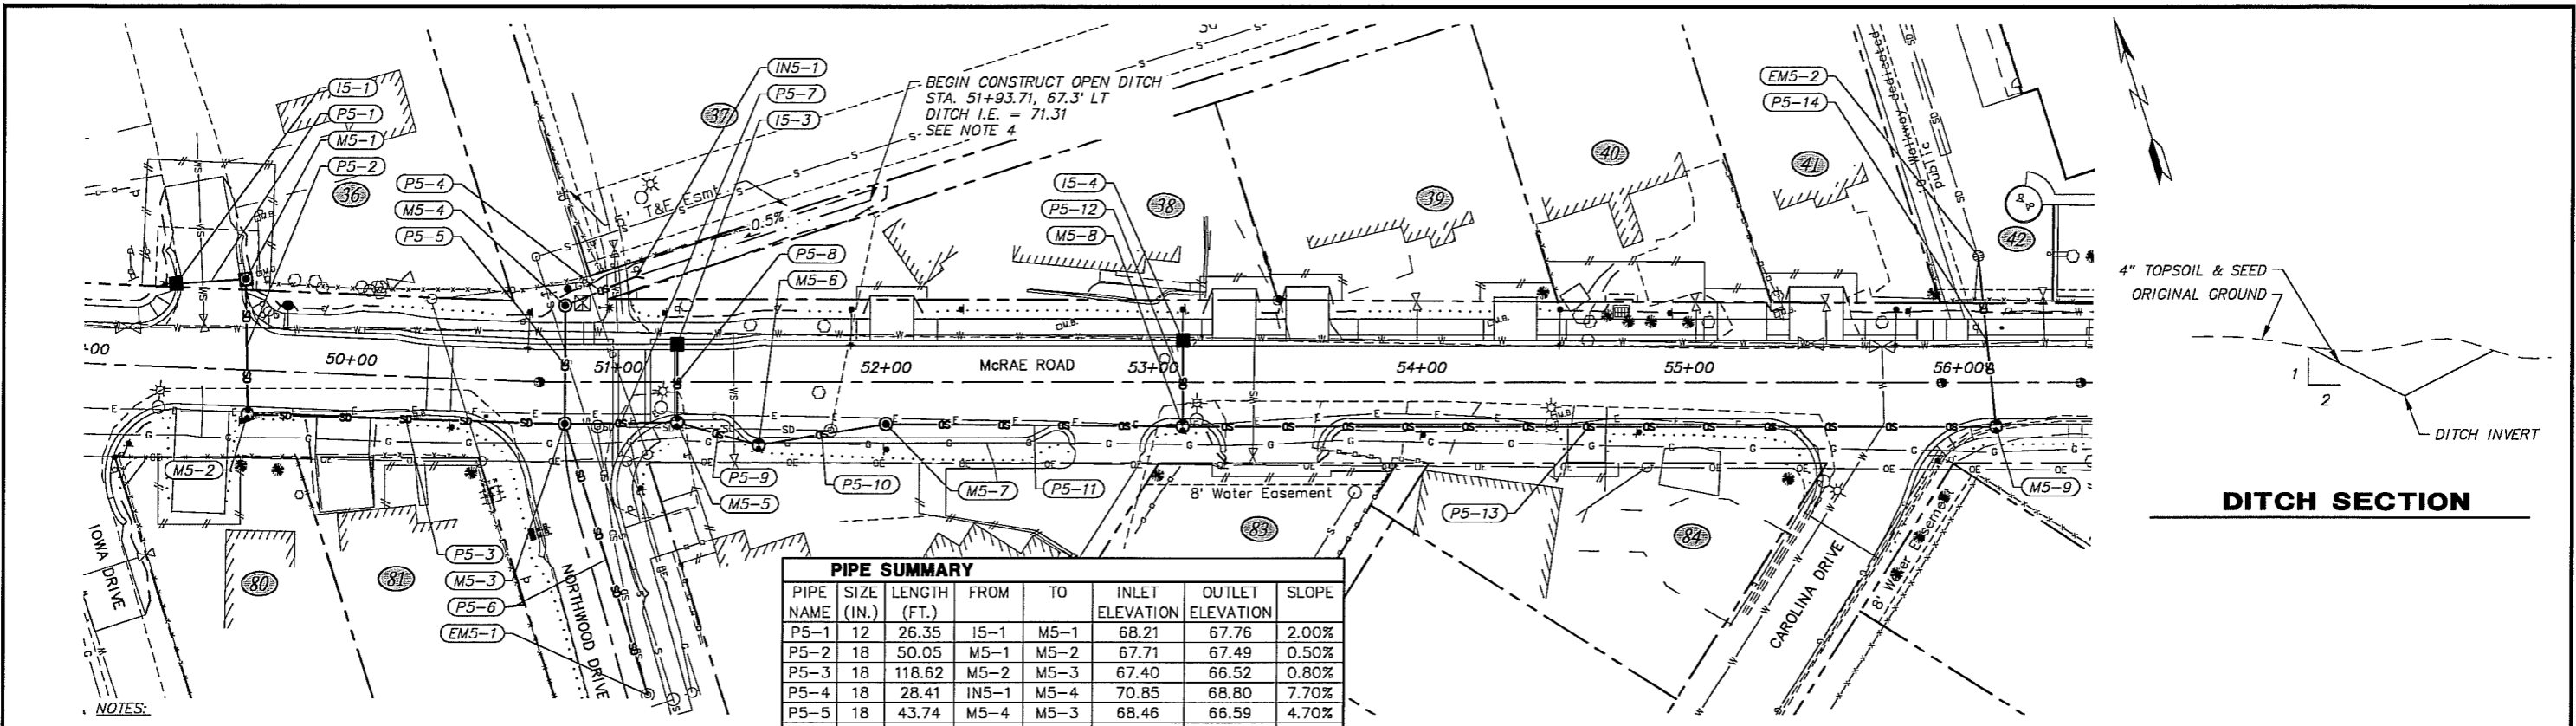 I5-1
P5-1
M5-1
P5-2
36
P5-4
M5-4
P5-5
37
IN5-1
P5-7
I5-3
BEGIN CONSTRUCT OPEN DITCH
STA. 51+93.71, 67.3' LT
DITCH I.E. = 71.31
SEE NOTE 4
5' T&E Esmt
0.5%
P5-8
M5-6
I5-4
P5-12
M5-8
38
39
40
41
42
EM5-2
P5-14
10' Walkway dedicated
public
+00
50+00
51+00
52+00
McRAE ROAD
53+00
54+00
55+00
56+00
M5-2
P5-9
M5-5
P5-10
M5-7
P5-11
8' Water Easement
83
P5-13
84
M5-9
8' Water Easement
CAROLINA DRIVE
IOWA DRIVE
80
81
P5-3
M5-3
P5-6
EM5-1
NORTHWOOD DRIVE
NOTES:
4" TOPSOIL & SEED
ORIGINAL GROUND
1
2
DITCH INVERT
DITCH SECTION
PIPE SUMMARY
PIPE NAME SIZE (IN.) LENGTH (FT.) FROM TO INLET ELEVATION OUTLET ELEVATION SLOPE
P5-1 12 26.35 I5-1 M5-1 68.21 67.76 2.00%
P5-2 18 50.05 M5-1 M5-2 67.71 67.49 0.50%
P5-3 18 118.62 M5-2 M5-3 67.40 66.52 0.80%
P5-4 18 28.41 IN5-1 M5-4 70.85 68.80 7.70%
P5-5 18 43.74 M5-4 M5-3 68.46 66.59 4.70%